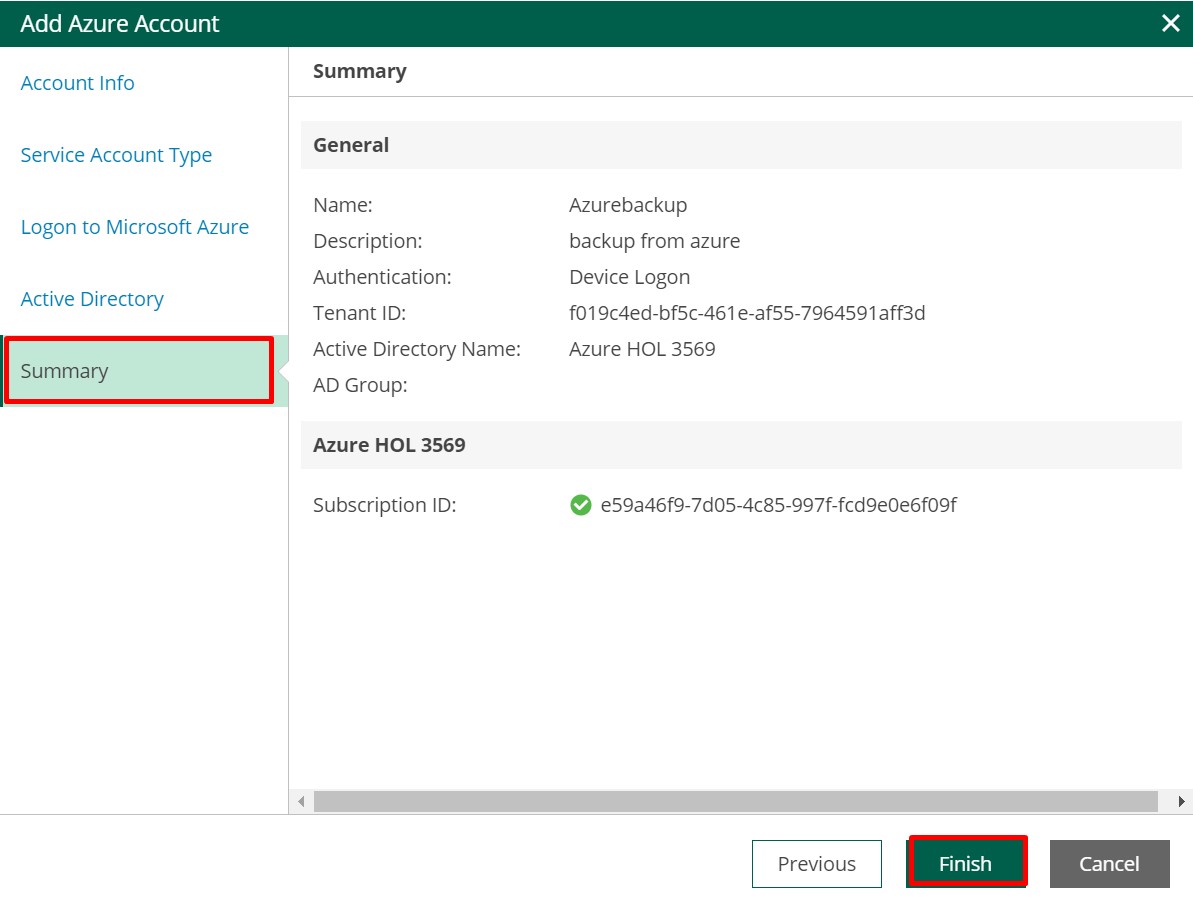 Add Azure Account
Account Info
Service Account Type
Logon to Microsoft Azure
Active Directory
Summary
Summary
General
Name: Azurebackup
Description: backup from azure
Authentication: Device Logon
Tenant ID: f019c4ed-bf5c-461e-af55-7964591aff3d
Active Directory Name: Azure HOL 3569
AD Group:
Azure HOL 3569
Subscription ID: e59a46f9-7d05-4c85-997f-fcd9e0e6f09f
Previous Finish Cancel